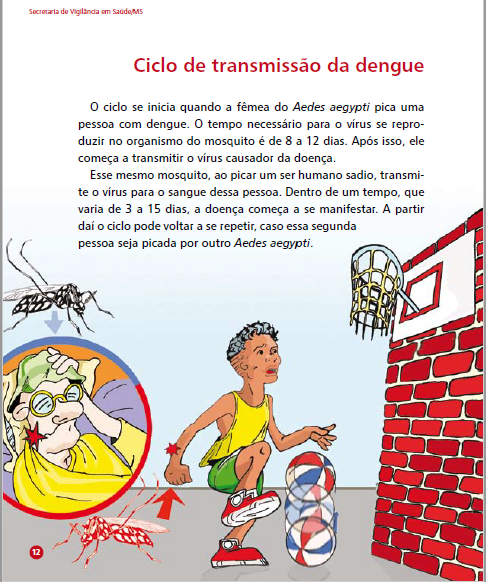 Secretaria de Vigilância em Saúde/MS
Ciclo de transmissão da dengue
O ciclo se inicia quando a fêmea do Aedes aegypti pica uma
pessoa com dengue. O tempo necessário para o vírus se repro-
duzir no organismo do mosquito é de 8 a 12 dias. Após isso, ele
começa a transmitir o vírus causador da doença.
Esse mesmo mosquito, ao picar um ser humano sadio, transmi-
te o vírus para o sangue dessa pessoa. Dentro de um tempo, que
varia de 3 a 15 dias, a doença começa a se manifestar. A partir
daí o ciclo pode voltar a se repetir, caso essa segunda
pessoa seja picada por outro Aedes aegypti.
12